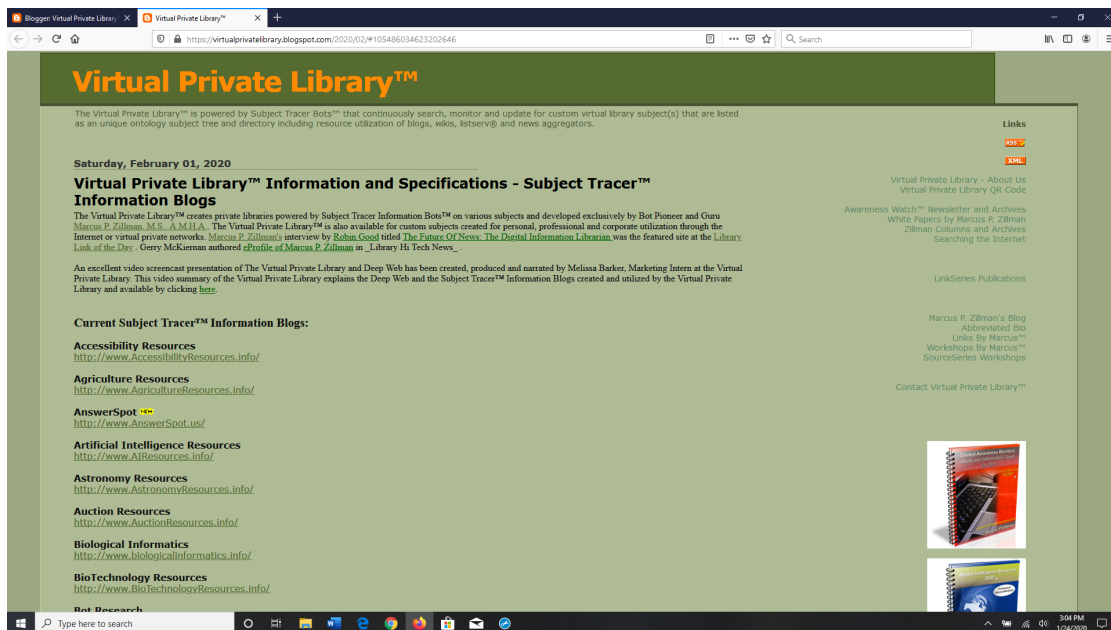 Blogger: Virtual Private Library
Virtual Private Library™
https://virtualprivatelibrary.blogspot.com/2020/02/#105486034623202646
Search
Virtual Private Library™
The Virtual Private Library™ is powered by Subject Tracer Bots™ that continuously search, monitor and update for custom virtual library subject(s) that are listed
as an unique ontology subject tree and directory including resource utilization of blogs, wikis, listserv® and news aggregators.
Saturday, February 01, 2020
Virtual Private Library™ Information and Specifications - Subject Tracer™
Information Blogs
The Virtual Private Library™ creates private libraries powered by Subject Tracer Information Bots™ on various subjects and developed exclusively by Bot Pioneer and Guru
Marcus P. Zillman, M.S., A.M.H.A.. The Virtual Private Library™ is also available for custom subjects created for personal, professional and corporate utilization through the
Internet or virtual private networks. Marcus P. Zillman's interview by Robin Good titled The Future Of News: The Digital Information Librarian was the featured site at the Library
Link of the Day . Gerry McKiernan authored eProfile of Marcus P. Zillman in _Library Hi Tech News_ .
An excellent video screencast presentation of The Virtual Private Library and Deep Web has been created, produced and narrated by Melissa Barker, Marketing Intern at the Virtual
Private Library. This video summary of the Virtual Private Library explains the Deep Web and the Subject Tracer™ Information Blogs created and utilized by the Virtual Private
Library and available by clicking here.
Current Subject Tracer™ Information Blogs:
Accessibility Resources
http://www.AccessibilityResources.info/
Agriculture Resources
http://www.AgricultureResources.info/
AnswerSpot
http://www.AnswerSpot.us/
Artificial Intelligence Resources
http://www.AIResources.info/
Astronomy Resources
http://www.AstronomyResources.info/
Auction Resources
http://www.AuctionResources.info/
Biological Informatics
http://www.biologicalinformatics.info/
BioTechnology Resources
http://www.BioTechnologyResources.info/
Bot Research
Links
RSS
XML
Virtual Private Library - About Us
Virtual Private Library QR Code
Awareness Watch™ Newsletter and Archives
White Papers by Marcus P. Zillman
Zillman Columns and Archives
Searching the Internet
LinkSeries Publications
Marcus P. Zillman's Blog
Abbreviated Bio
Links By Marcus™
Workshops By Marcus™
SourceSeries Workshops
Contact Virtual Private Library™
Type here to search
3:04 PM
1/24/2020